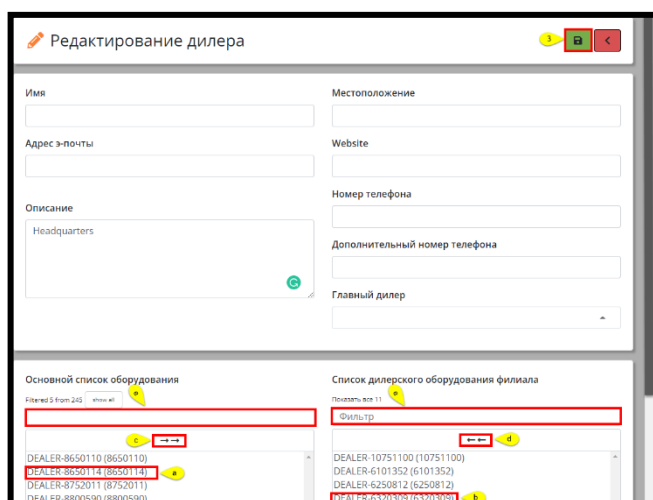 Редактирование дилера
3
Имя
Местоположение
Адрес э-почты
Website
Номер телефона
Описание
Headquarters
Дополнительный номер телефона
Главный дилер
Основной список оборудования
Список дилерского оборудования филиала
Filtered 5 from 245 show all
e
Показать все 11
e
Фильтр
c →→
←← d
DEALER-8650110 (8650110)
DEALER-10751100 (10751100)
DEALER-8650114 (8650114) a
DEALER-6101352 (6101352)
DEALER-8752011 (8752011)
DEALER-6250812 (6250812)
DEALER-8800590 (8800590)
DEALER-6320309 (6320309) b